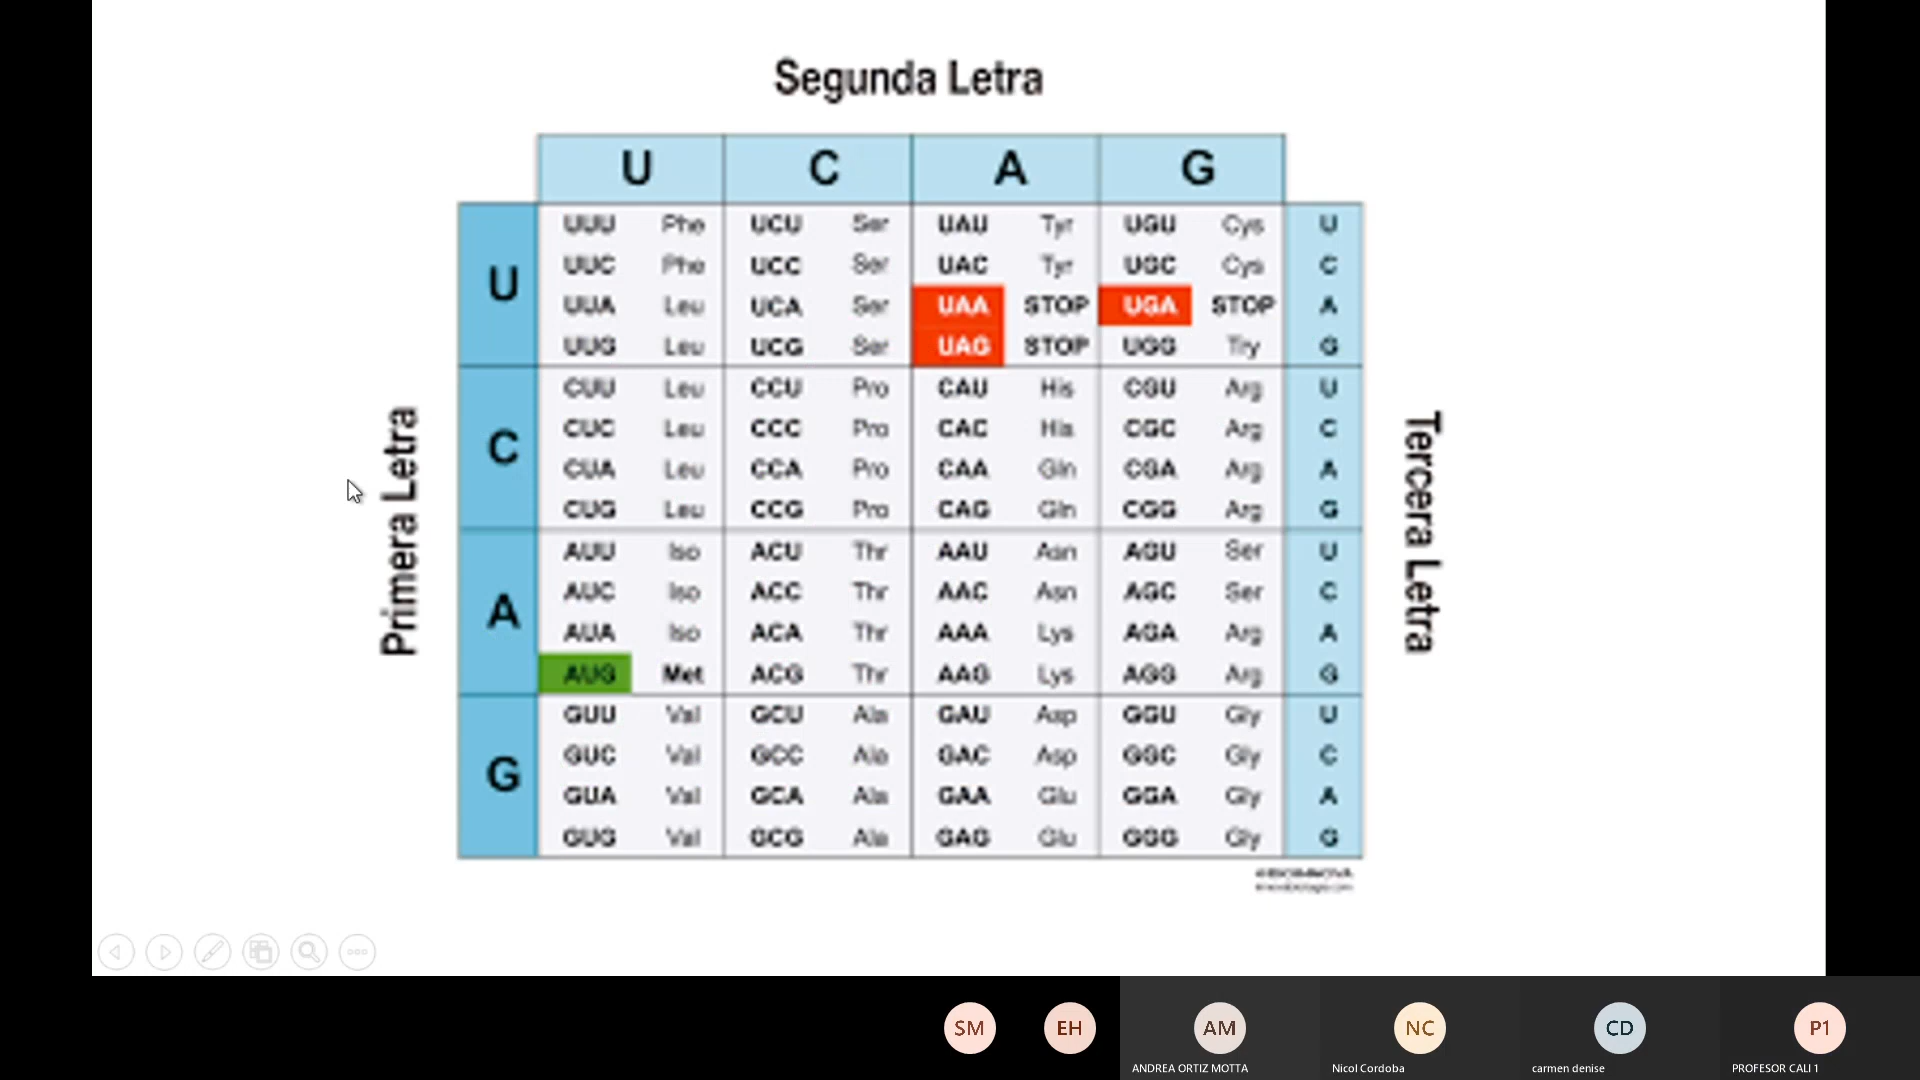 Segunda Letra
U C A G
Primera Letra
U
UUU Phe UCU Ser UAU Tyr UGU Cys U
UUC Phe UCC Ser UAC Tyr UGC Cys C
UUA Leu UCA Ser UAA STOP UGA STOP A
UUG Leu UCG Ser UAG STOP UGG Try G
C
CUU Leu CCU Pro CAU His CGU Arg U
CUC Leu CCC Pro CAC His CGC Arg C
CUA Leu CCA Pro CAA Gln CGA Arg A
CUG Leu CCG Pro CAG Gln CGG Arg G
A
AUU Iso ACU Thr AAU Asn AGU Ser U
AUC Iso ACC Thr AAC Asn AGC Ser C
AUA Iso ACA Thr AAA Lys AGA Arg A
AUG Met ACG Thr AAG Lys AGG Arg G
G
GUU Val GCU Ala GAU Asp GGU Gly U
GUC Val GCC Ala GAC Asp GGC Gly C
GUA Val GCA Ala GAA Glu GGA Gly A
GUG Val GCG Ala GAG Glu GGG Gly G
Tercera Letra
SM EH AM NC CD P1
ANDREA ORTIZ MOTTA Nicol Cordoba carmen denise PROFESOR CALI 1